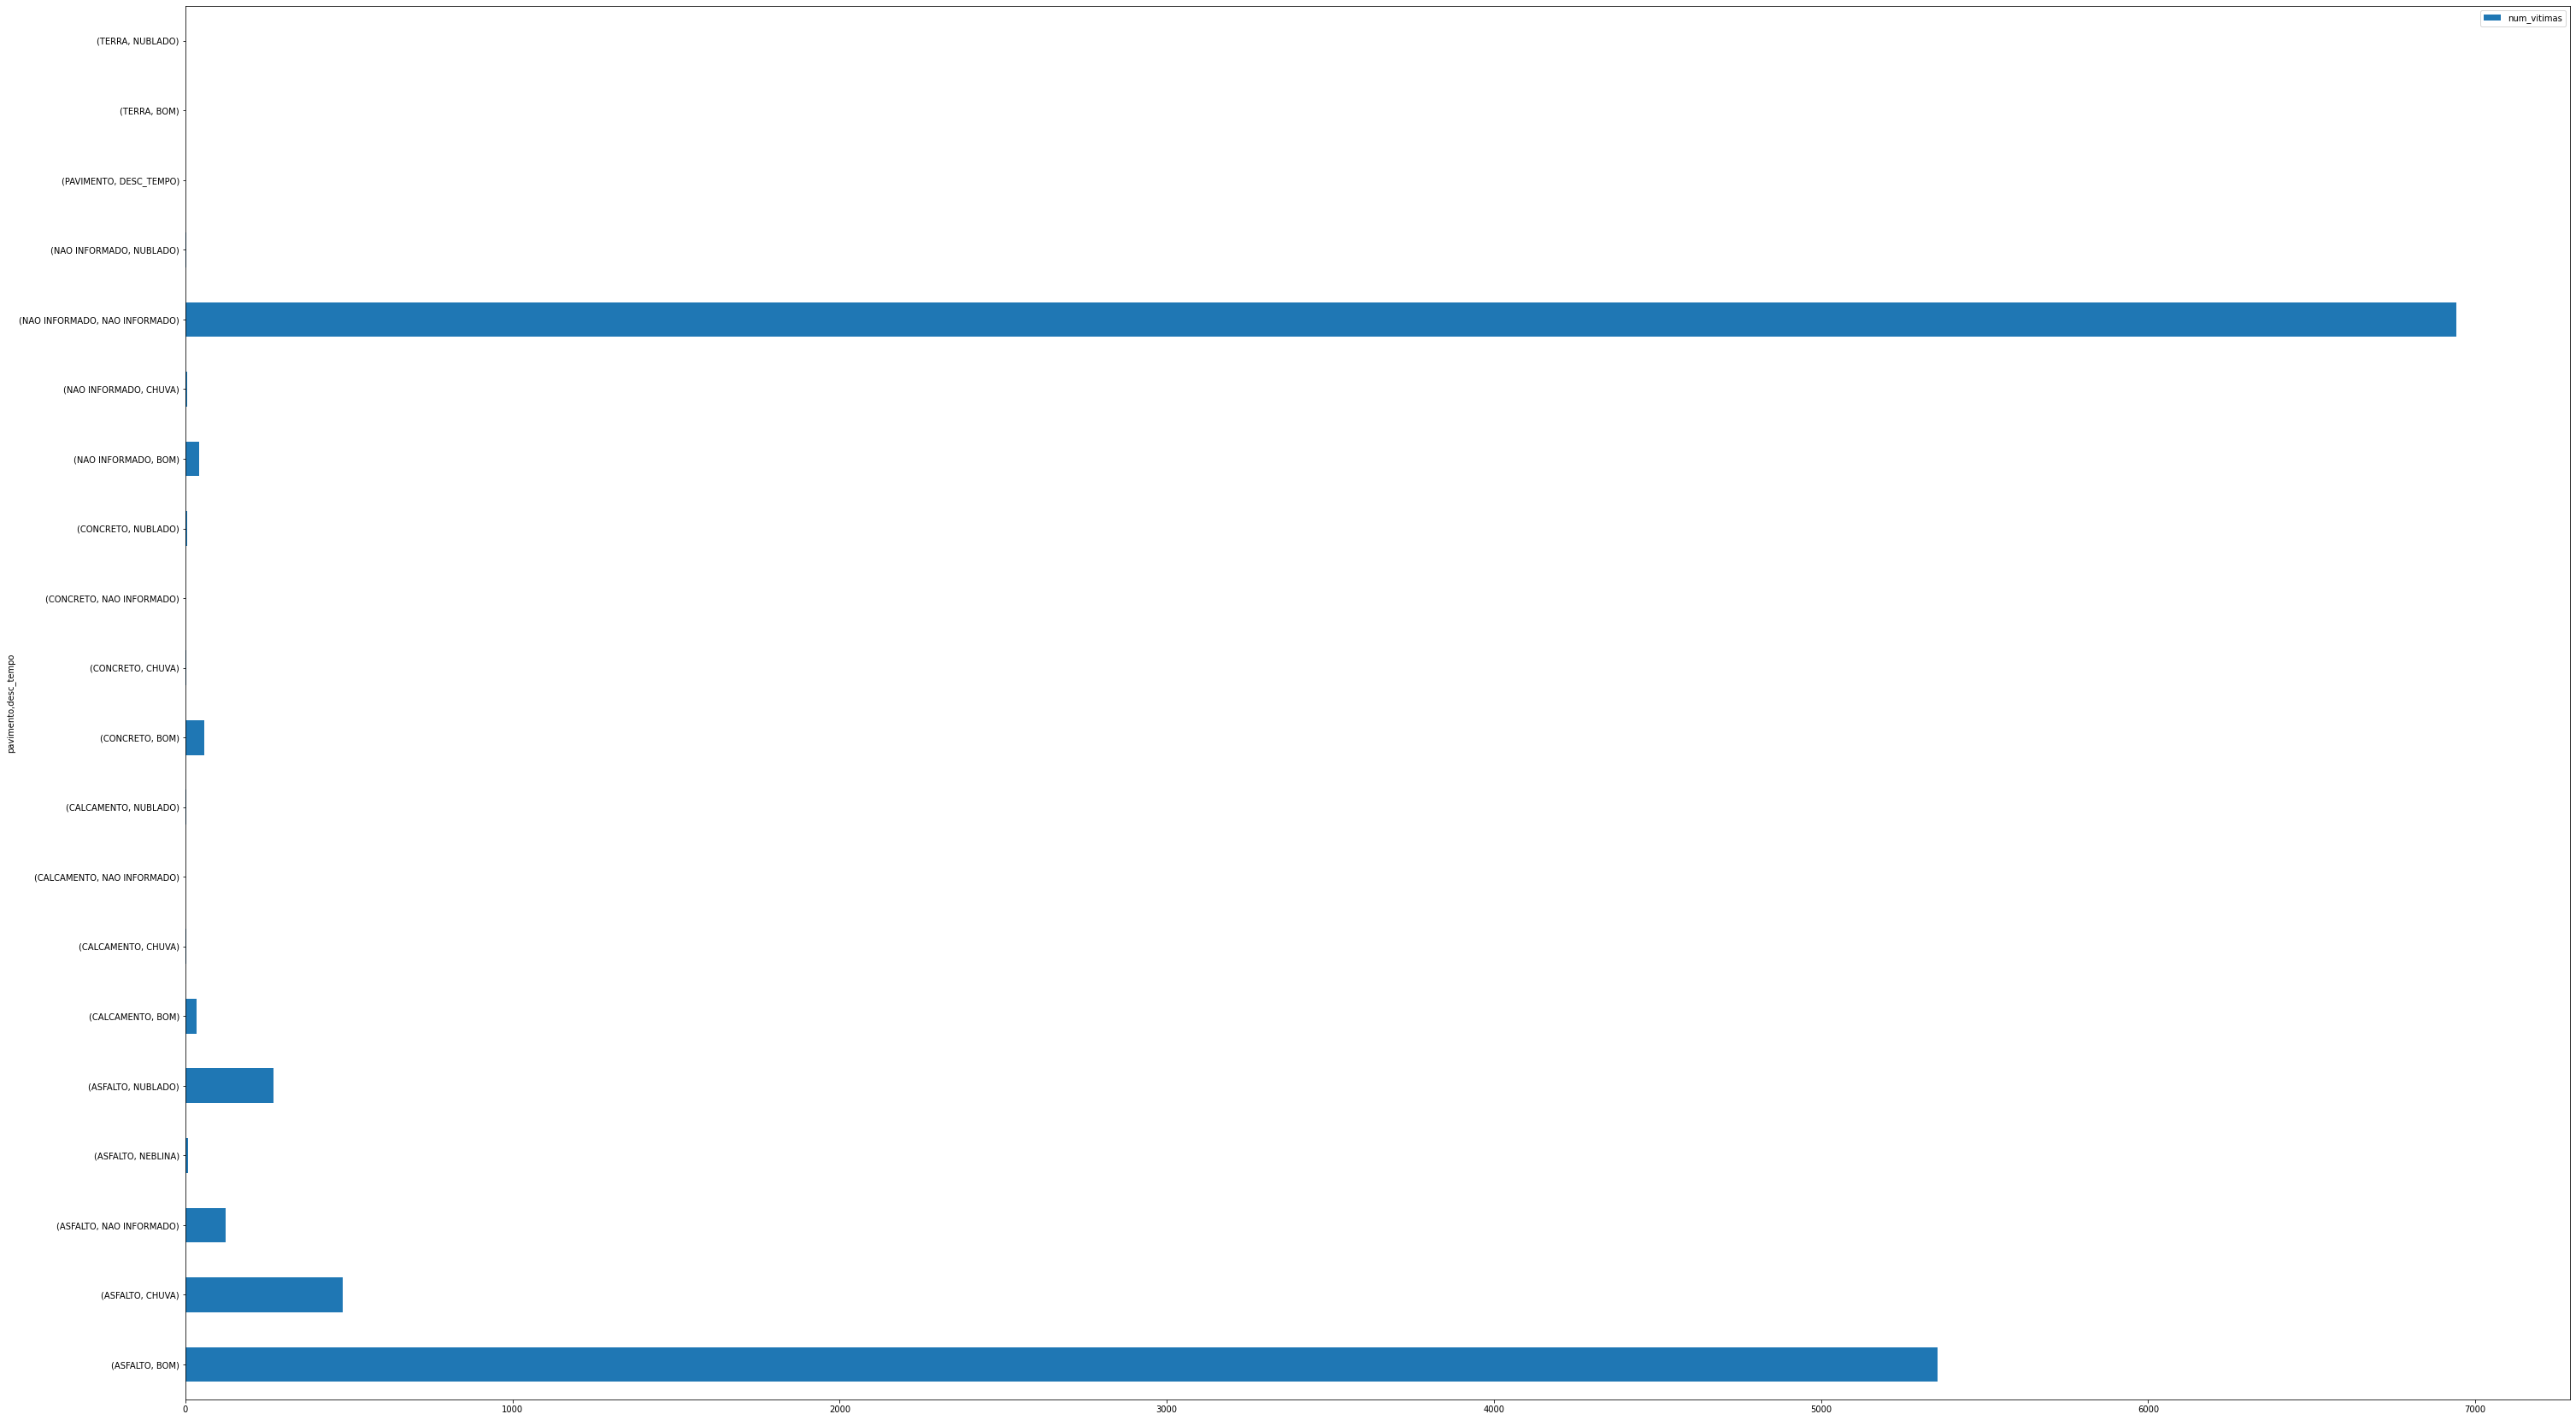 num_vitimas
(TERRA, NUBLADO)
(TERRA, BOM)
(PAVIMENTO, DESC_TEMPO)
(NAO INFORMADO, NUBLADO)
(NAO INFORMADO, NAO INFORMADO)
(NAO INFORMADO, CHUVA)
(NAO INFORMADO, BOM)
(CONCRETO, NUBLADO)
(CONCRETO, NAO INFORMADO)
(CONCRETO, CHUVA)
(CONCRETO, BOM)
(CALCAMENTO, NUBLADO)
(CALCAMENTO, NAO INFORMADO)
(CALCAMENTO, CHUVA)
(CALCAMENTO, BOM)
(ASFALTO, NUBLADO)
(ASFALTO, NEBLINA)
(ASFALTO, NAO INFORMADO)
(ASFALTO, CHUVA)
(ASFALTO, BOM)
pavimento,desc_tempo
0 1000 2000 3000 4000 5000 6000 7000